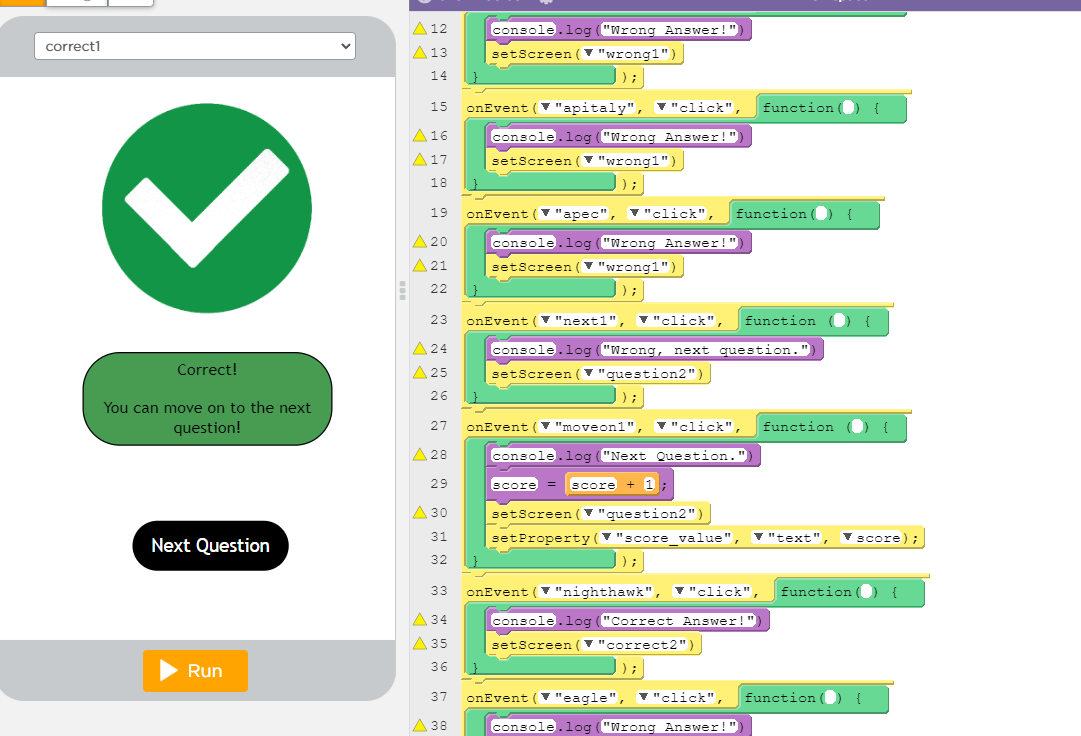 correct1
Correct!
You can move on to the next
question!
Next Question
Run
12 console.log("Wrong Answer!")
13 setScreen(▼"wrong1")
14 } );
15 onEvent(▼"apitaly", ▼"click", function( ) {
16 console.log("Wrong Answer!")
17 setScreen(▼"wrong1")
18 } );
19 onEvent(▼"apec", ▼"click", function( ) {
20 console.log("Wrong Answer!")
21 setScreen(▼"wrong1")
22 } );
23 onEvent(▼"next1", ▼"click", function ( ) {
24 console.log("Wrong, next question.")
25 setScreen(▼"question2")
26 } );
27 onEvent(▼"moveon1", ▼"click", function ( ) {
28 console.log("Next Question.")
29 score = score + 1;
30 setScreen(▼"question2")
31 setProperty(▼"score_value", ▼"text", ▼score);
32 } );
33 onEvent(▼"nighthawk", ▼"click", function( ) {
34 console.log("Correct Answer!")
35 setScreen(▼"correct2")
36 } );
37 onEvent(▼"eagle", ▼"click", function( ) {
38 console.log("Wrong Answer!")